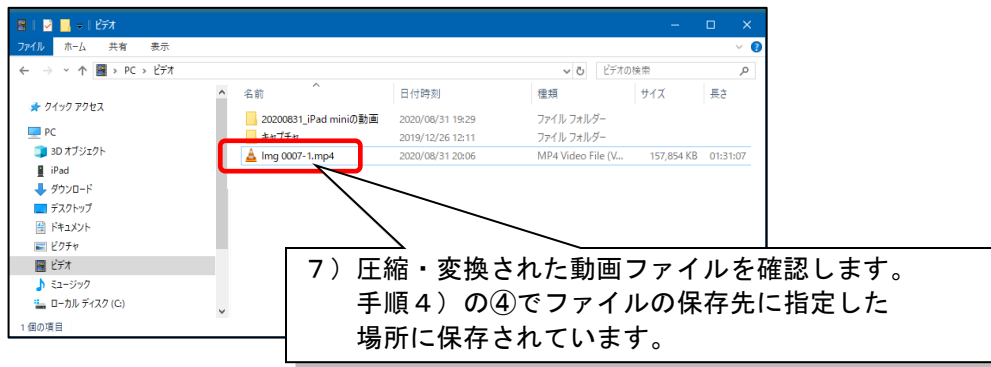 ビデオ
ファイル ホーム 共有 表示
PC › ビデオ ビデオの検索
名前 日付時刻 種類 サイズ 長さ
クイック アクセス
20200831_iPad miniの動画 2020/08/31 19:29 ファイル フォルダー
PC
キャプチャ 2019/12/26 12:11 ファイル フォルダー
3D オブジェクト
Img 0007-1.mp4 2020/08/31 20:06 MP4 Video File (V... 157,854 KB 01:31:07
iPad
ダウンロード
デスクトップ
ドキュメント
ピクチャ
ビデオ
ミュージック
ローカル ディスク (C:)
1 個の項目
7）圧縮・変換された動画ファイルを確認します。
手順４）の④でファイルの保存先に指定した
場所に保存されています。